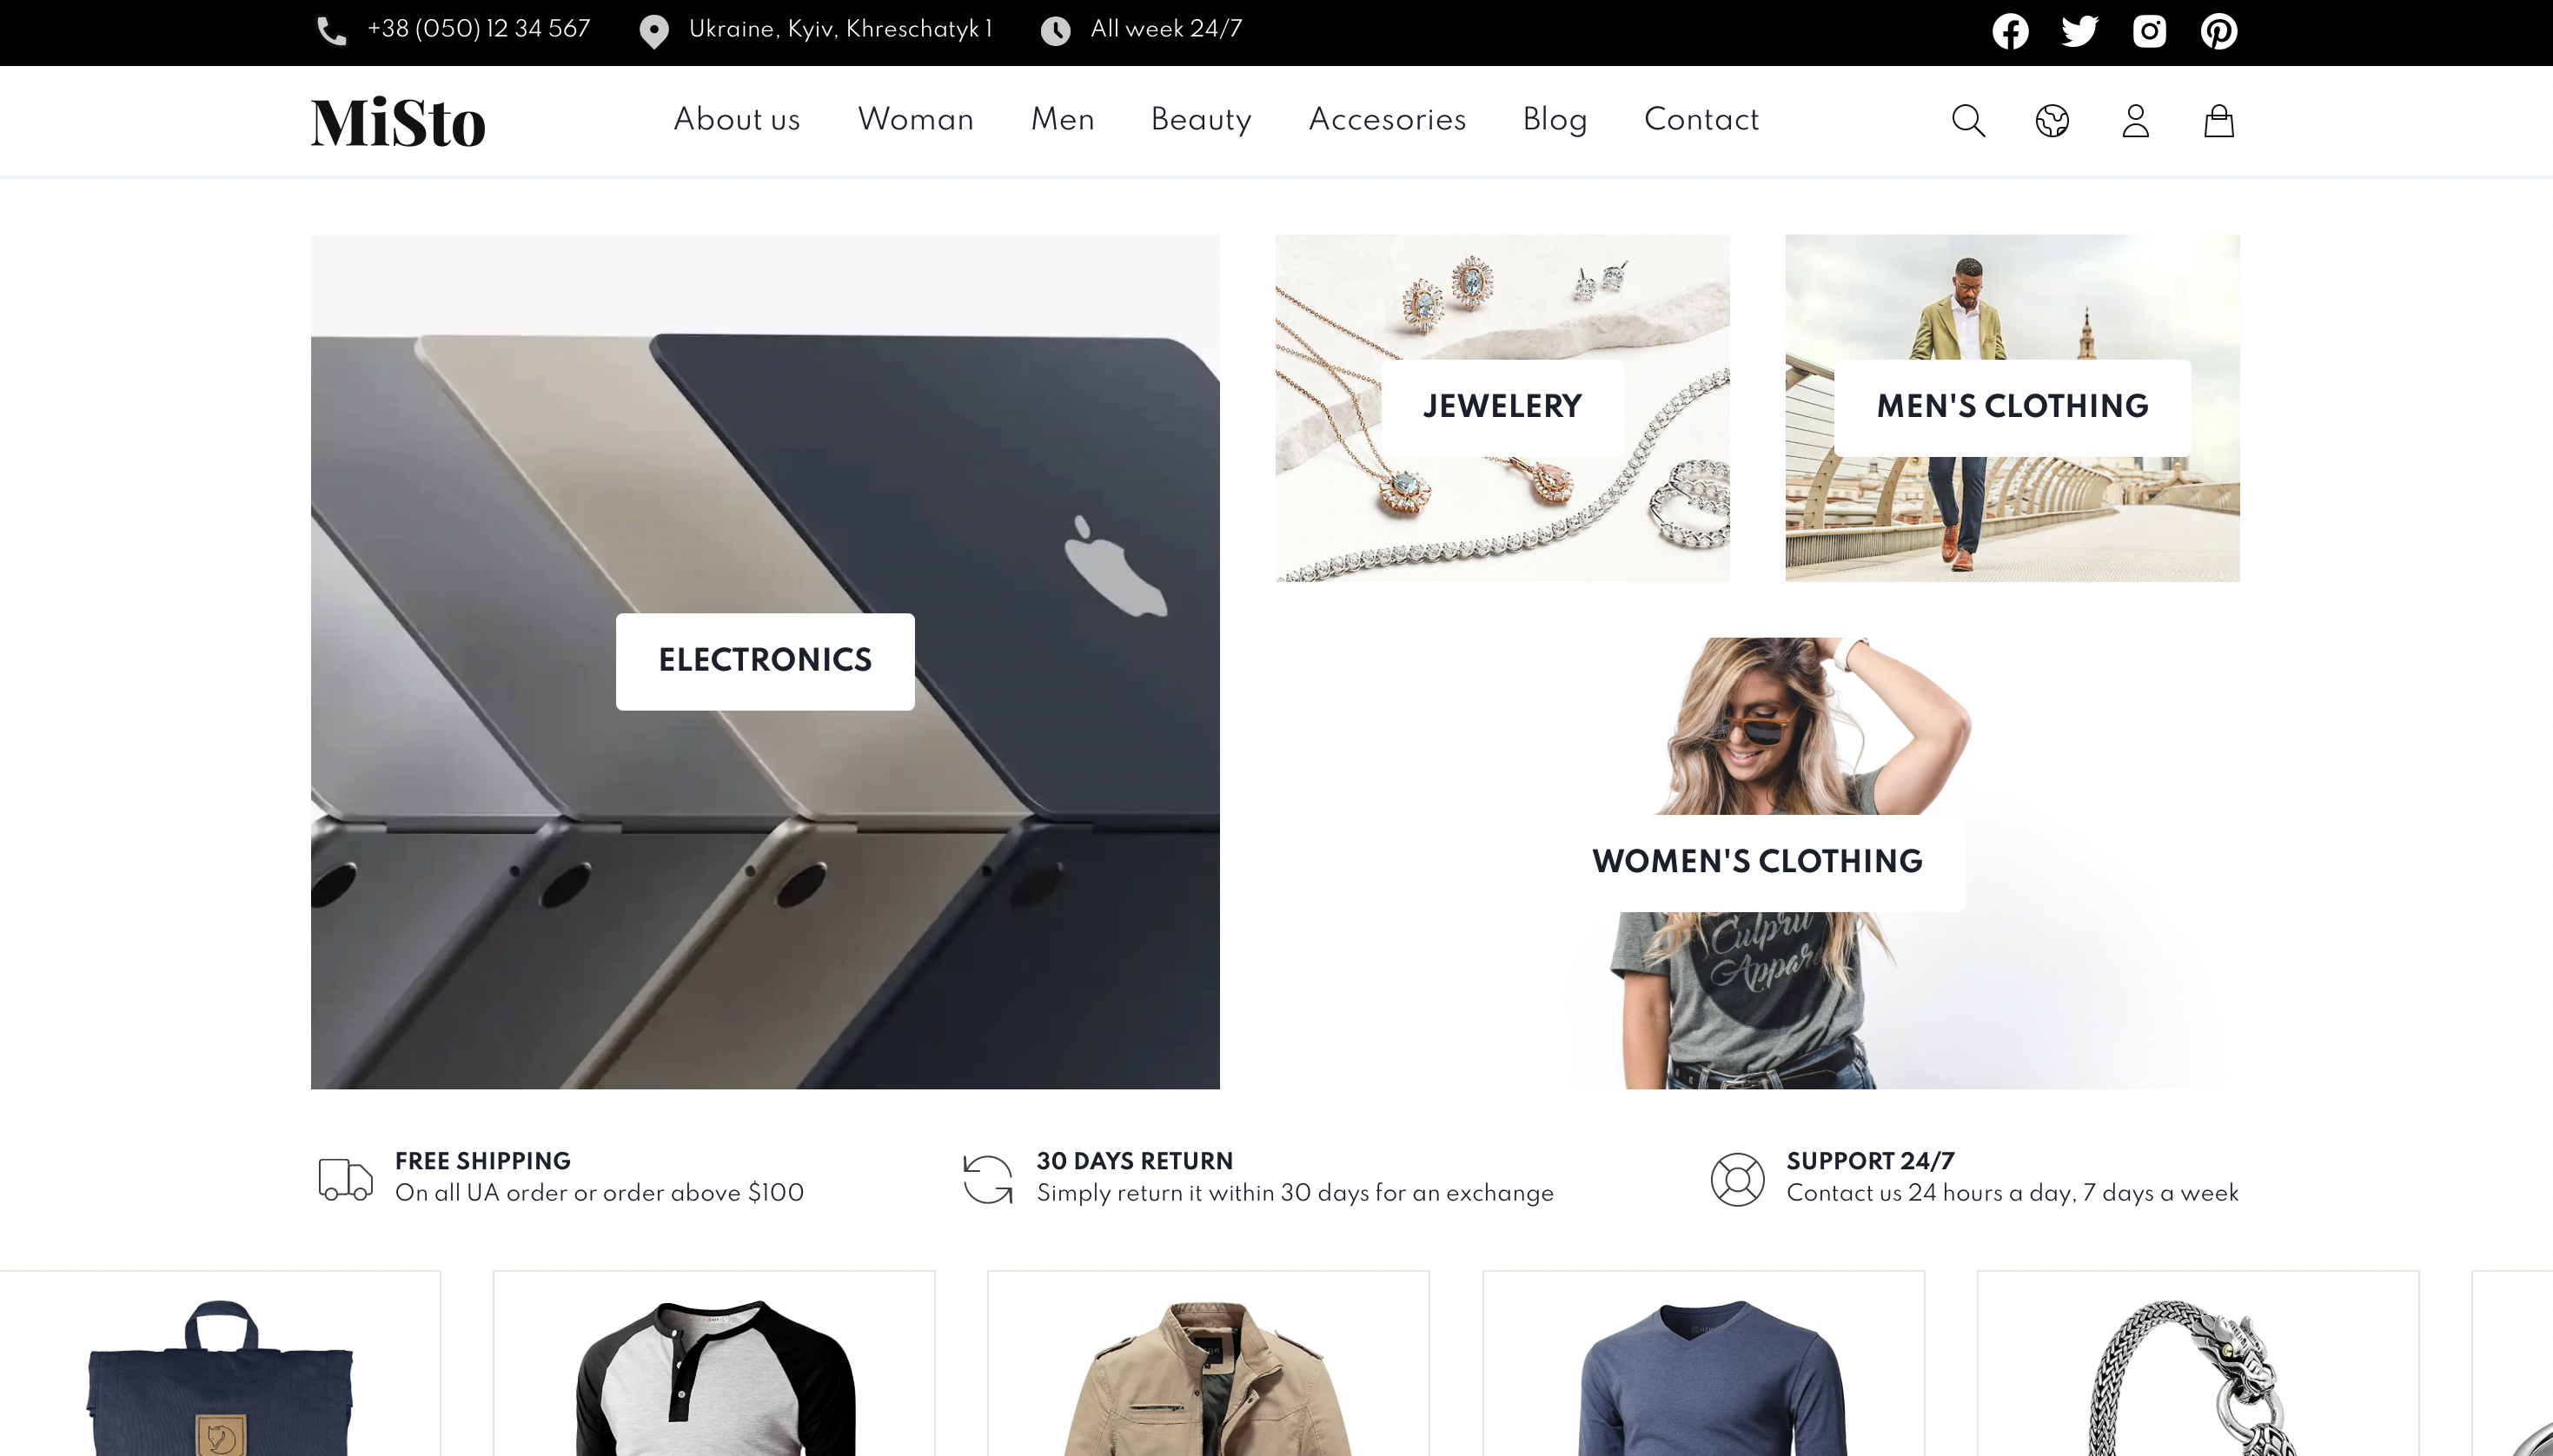 +38 (050) 12 34 567
Ukraine, Kyiv, Khreschatyk 1
All week 24/7
MiSto
About us
Woman
Men
Beauty
Accesories
Blog
Contact
ELECTRONICS
JEWELERY
MEN'S CLOTHING
WOMEN'S CLOTHING
Culprit
FREE SHIPPING
On all UA order or order above $100
30 DAYS RETURN
Simply return it within 30 days for an exchange
SUPPORT 24/7
Contact us 24 hours a day, 7 days a week